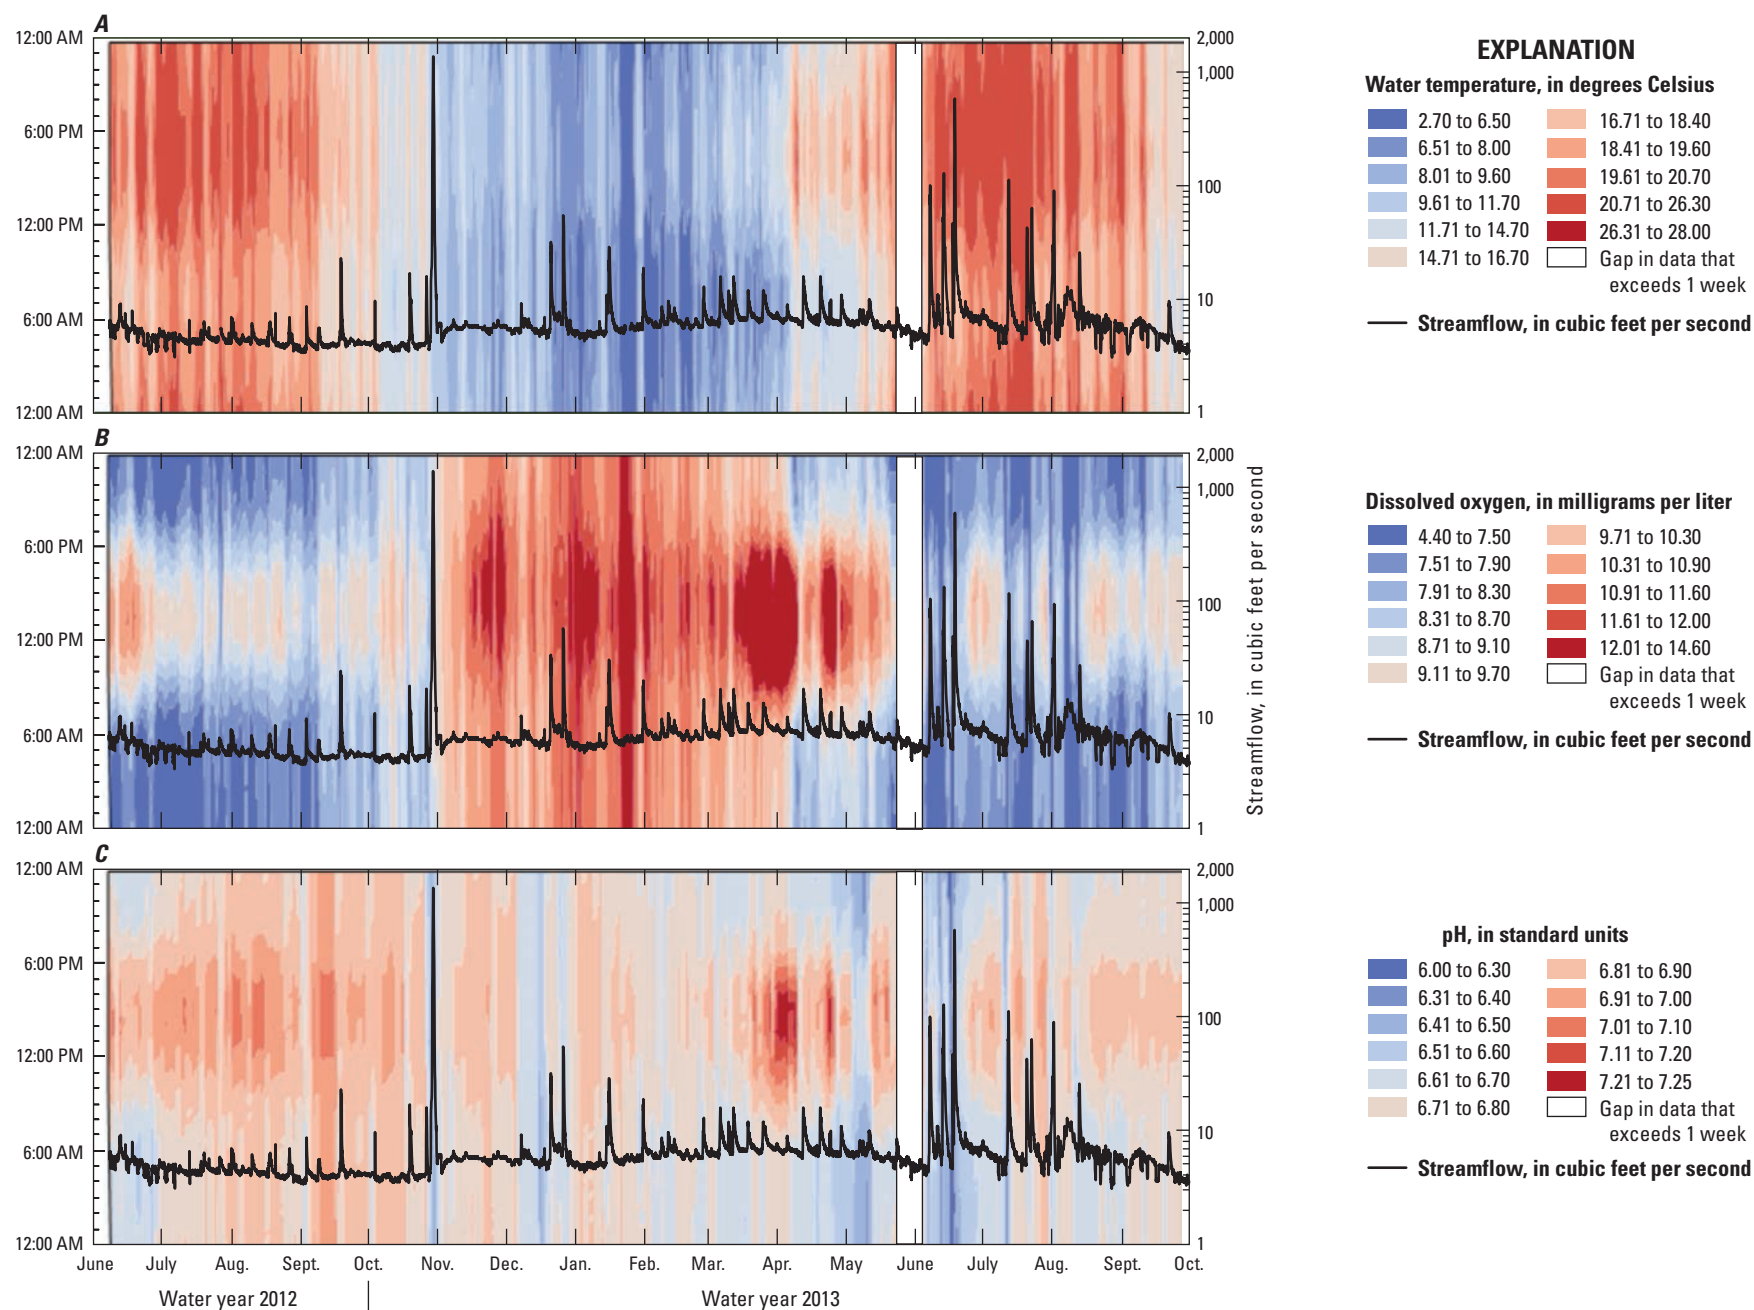 A
12:00 AM
6:00 PM
12:00 PM
6:00 AM
12:00 AM
2,000
1,000
100
10
1
EXPLANATION
Water temperature, in degrees Celsius
2.70 to 6.50
6.51 to 8.00
8.01 to 9.60
9.61 to 11.70
11.71 to 14.70
14.71 to 16.70
16.71 to 18.40
18.41 to 19.60
19.61 to 20.70
20.71 to 26.30
26.31 to 28.00
Gap in data that
exceeds 1 week
Streamflow, in cubic feet per second
B
12:00 AM
6:00 PM
12:00 PM
6:00 AM
12:00 AM
2,000
1,000
100
10
1
Streamflow, in cubic feet per second
Dissolved oxygen, in milligrams per liter
4.40 to 7.50
7.51 to 7.90
7.91 to 8.30
8.31 to 8.70
8.71 to 9.10
9.11 to 9.70
9.71 to 10.30
10.31 to 10.90
10.91 to 11.60
11.61 to 12.00
12.01 to 14.60
Gap in data that
exceeds 1 week
Streamflow, in cubic feet per second
C
12:00 AM
6:00 PM
12:00 PM
6:00 AM
12:00 AM
2,000
1,000
100
10
1
pH, in standard units
6.00 to 6.30
6.31 to 6.40
6.41 to 6.50
6.51 to 6.60
6.61 to 6.70
6.71 to 6.80
6.81 to 6.90
6.91 to 7.00
7.01 to 7.10
7.11 to 7.20
7.21 to 7.25
Gap in data that
exceeds 1 week
Streamflow, in cubic feet per second
June July Aug. Sept. Oct. Nov. Dec. Jan. Feb. Mar. Apr. May June July Aug. Sept. Oct.
Water year 2012 Water year 2013